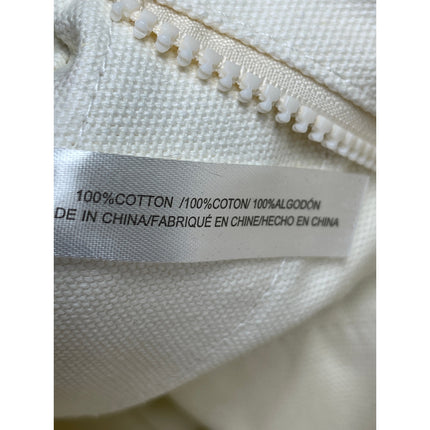 100%COTTON /100%COTON/ 100%ALGODÓN
DE IN CHINA/FABRIQUÉ EN CHINE/HECHO EN CHINA